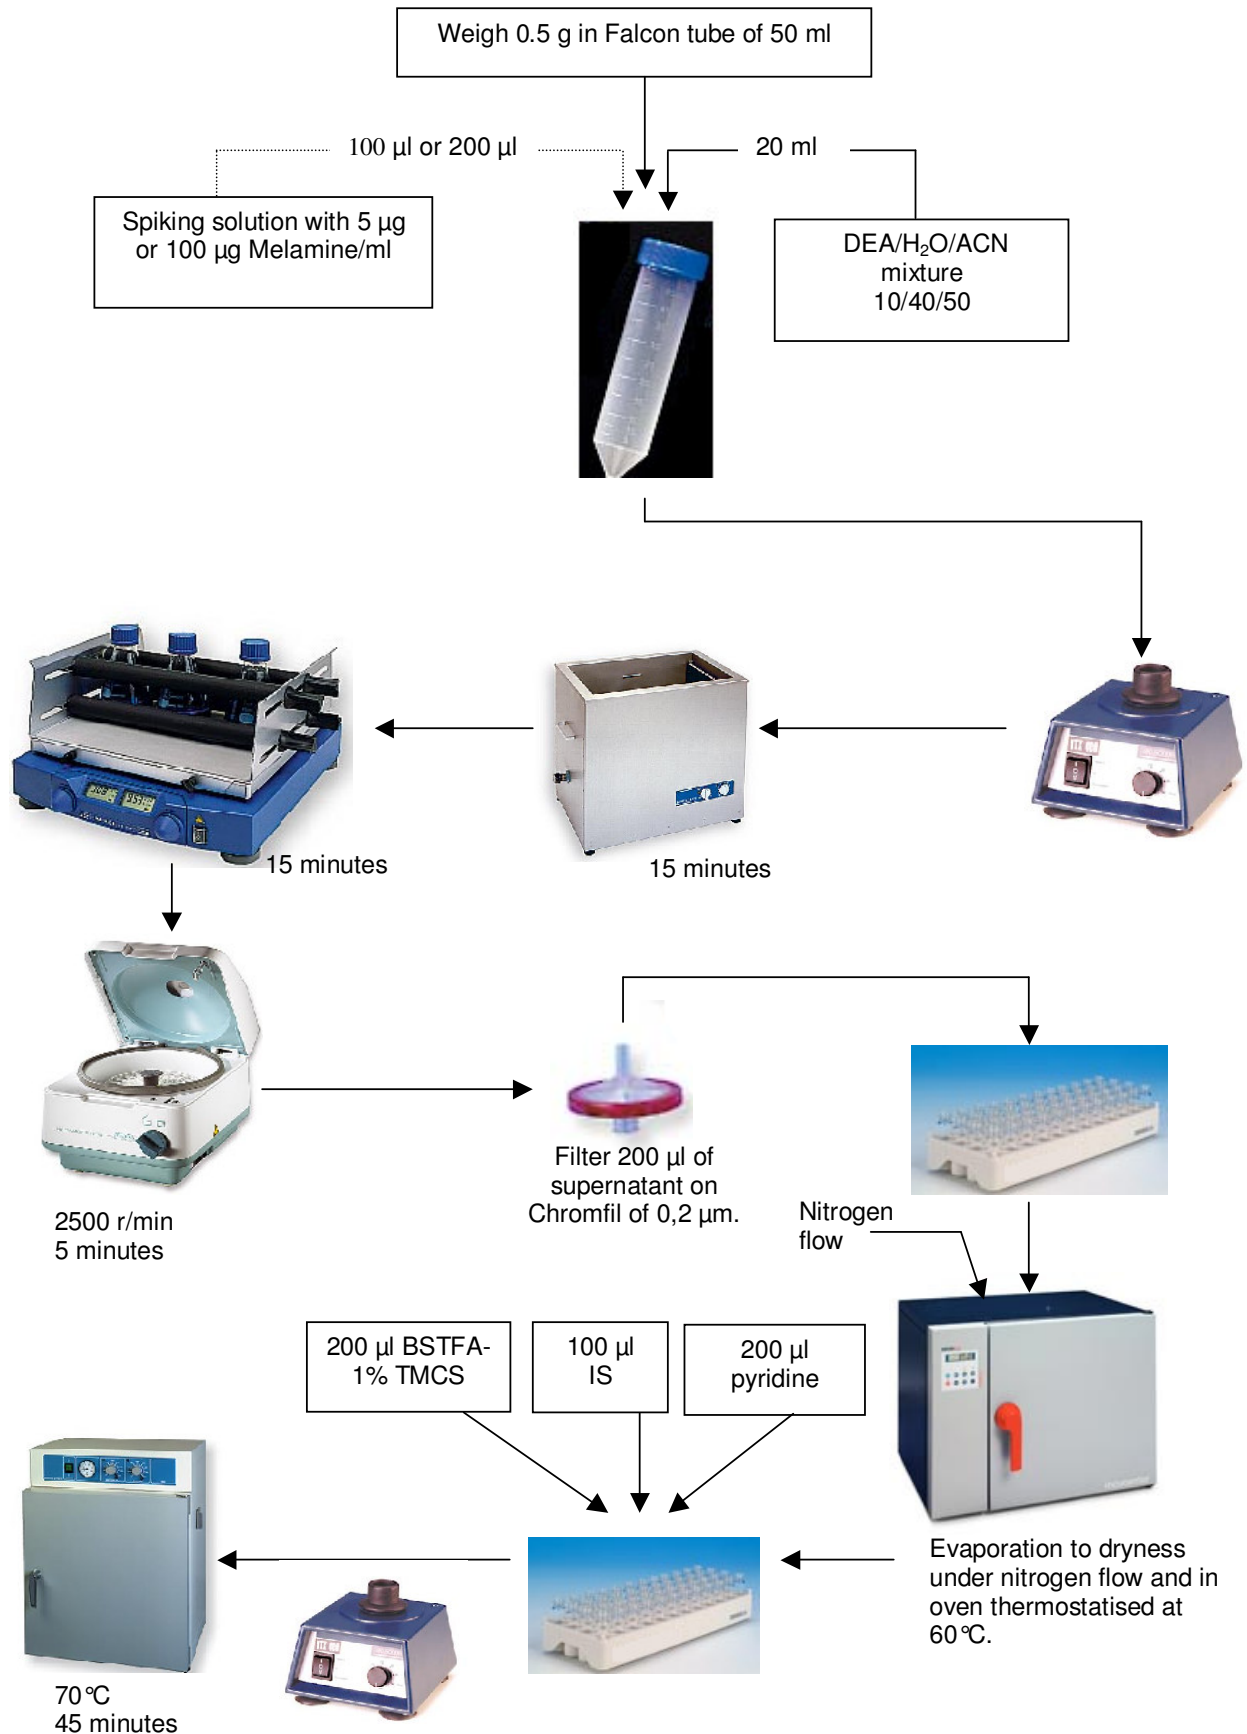 Weigh 0.5 g in Falcon tube of 50 ml
100 µl or 200 µl
20 ml
Spiking solution with 5 µg
or 100 µg Melamine/ml
DEA/H₂O/ACN
mixture
10/40/50
15 minutes
15 minutes
2500 r/min
5 minutes
Filter 200 µl of
supernatant on
Chromfil of 0,2 µm.
Nitrogen
flow
200 µl BSTFA-
1% TMCS
100 µl
IS
200 µl
pyridine
Evaporation to dryness
under nitrogen flow and in
oven thermostatised at
60°C.
70°C
45 minutes